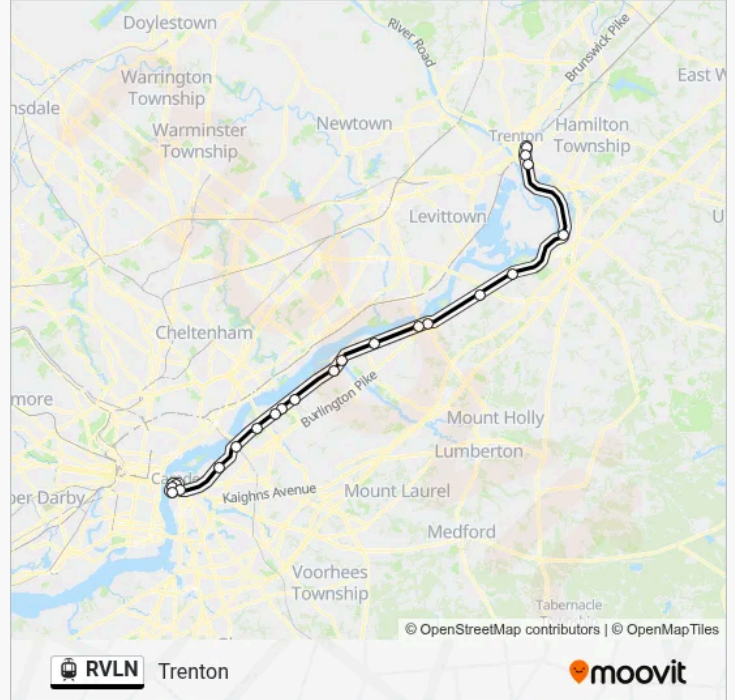 Doylestown
River Road
Brunswick Pike
Warrington
Township
East W
nsdale
Newtown
Warminster
Township
Trenton
Hamilton
Township
Levittown
U
Cheltenham
more
Burlington Pike
Mount Holly
Lumberton
Camde
per Darby
Kaighns Avenue
Mount Laurel
Medford
Voorhees
Township
Tabernacle
© OpenStreetMap contributors | © OpenMapTiles
RVLN
Trenton
moovit